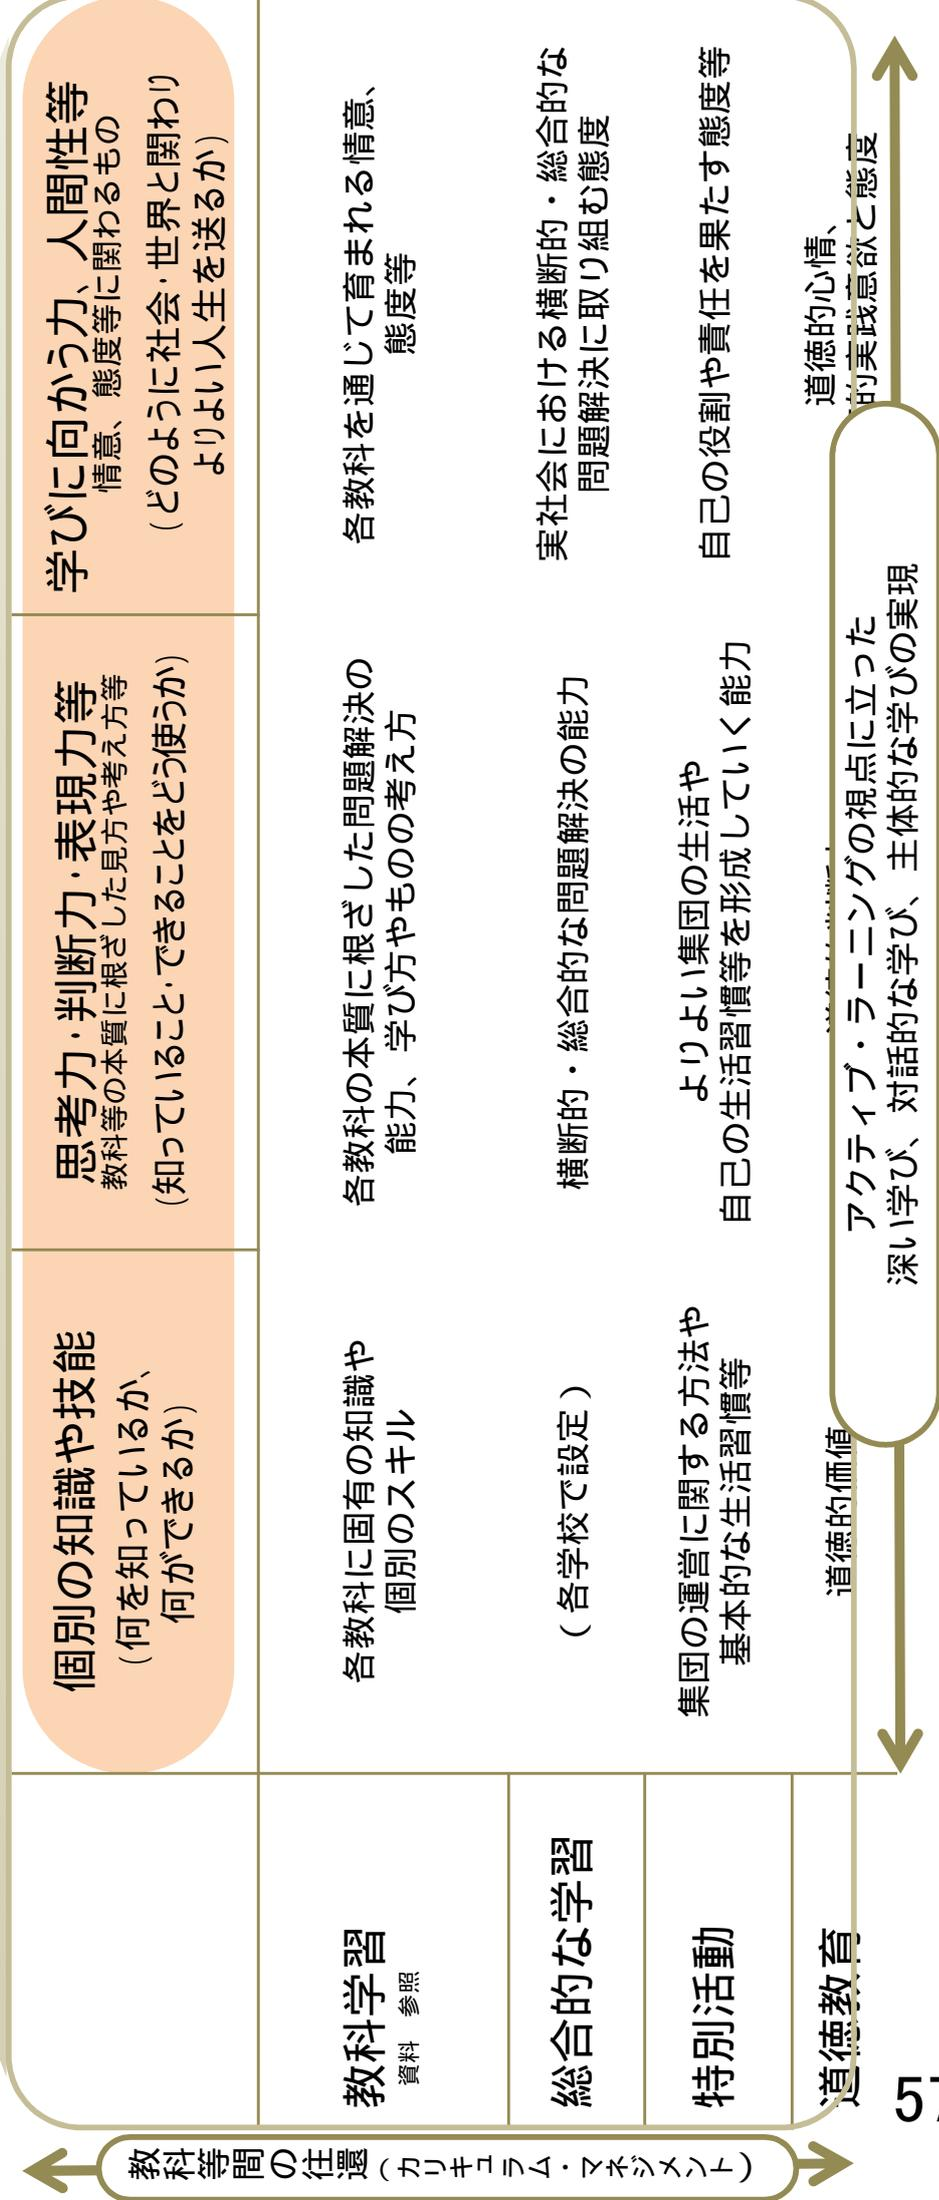 個別の知識や技能
(何を知っているか、
何ができるか)
思考力・判断力・表現力等
教科等の本質に根ざした見方や考え方等
(知っていること・できることをどう使うか)
学びに向かう力、人間性等
情意、態度等に関わるもの
(どのように社会・世界と関わり
よりよい人生を送るか)
教科学習
資料 参照
各教科に固有の知識や
個別のスキル
各教科の本質に根ざした問題解決の
能力、学び方やものの考え方
各教科を通じて育まれる情意、
態度等
総合的な学習
(各学校で設定)
横断的・総合的な問題解決の能力
実社会における横断的・総合的な
問題解決に取り組む態度
特別活動
集団の運営に関する方法や
基本的な生活習慣等
よりよい集団の生活や
自己の生活習慣等を形成していく能力
自己の役割や責任を果たす態度等
道徳教育
道徳的価値
道徳的心情、
的実践意欲と態度
アクティブ・ラーニングの視点に立った
深い学び、対話的な学び、主体的な学びの実現
教科等間の往還(カリキュラム・マネジメント)
57